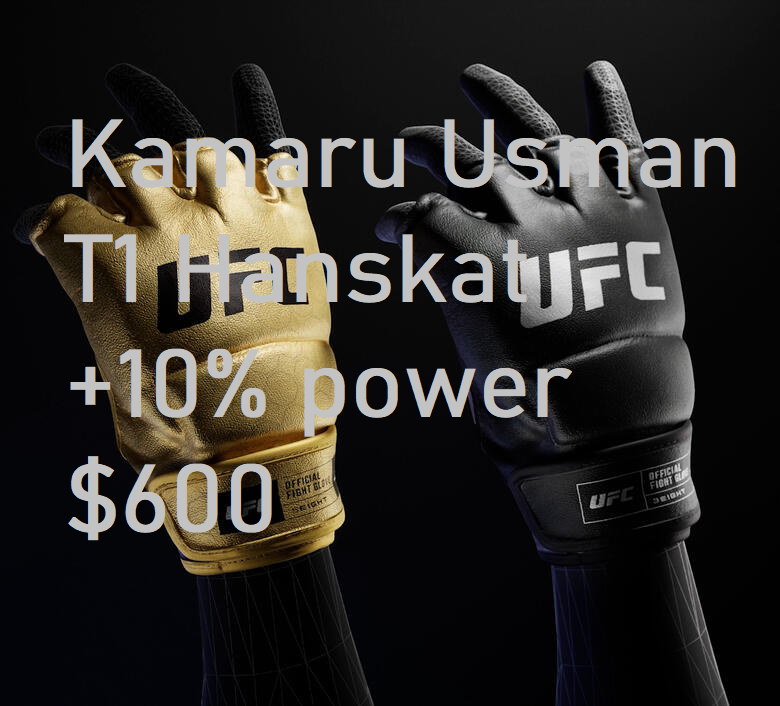 Kamaru Usman
T1 Hanskat
+10% power
$600
UFC
UFC
OFFICIAL
FIGHT GLOVE
UFC
OFFICIAL
FIGHT GLOVE